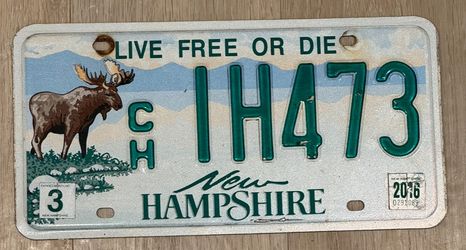 LIVE FREE OR DIE
CH 1H473
3
New
HAMPSHIRE
2016